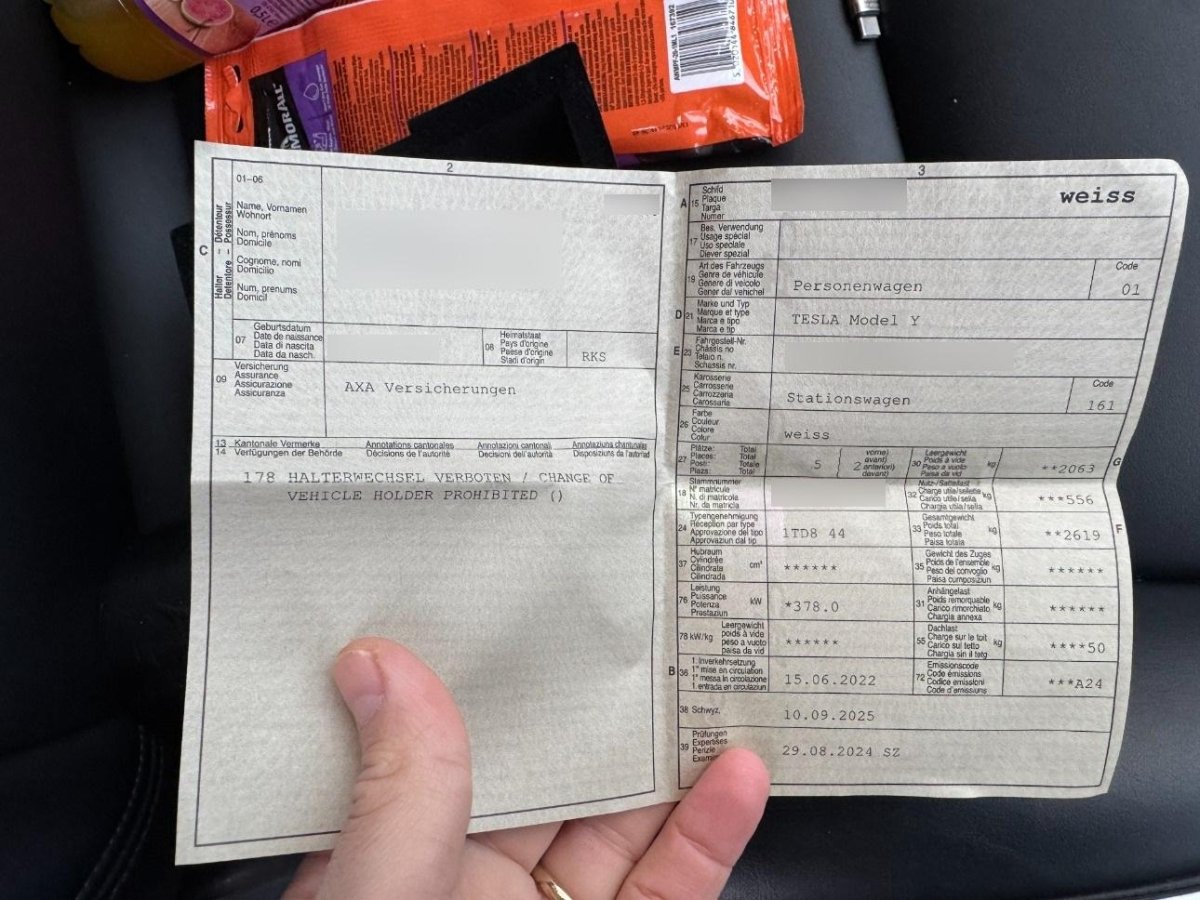 MORALL
ANMPF-26-IML1 167392
2
01-06
C
Halter - Détenteur
Detentore - Possessur
Name, Vornamen
Wohnort
Nom, prénoms
Domicile
Cognome, nomi
Domicilio
Num, prenums
Domicil
07
Geburtsdatum
Date de naissance
Data di nascita
Data da nasch.
08
Heimatstaat
Pays d'origine
Paese d'origine
Stadi d'origin
RKS
09
Versicherung
Assurance
Assicurazione
Assicuranza
AXA Versicherungen
13 Kantonale Vermerke Annotations cantonales Annotazioni cantonali Annotaziuns chantunalas
14 Verfügungen der Behörde Décisions de l'autorité Decisioni dell'autorità Disposiziuns da l'autoritad
178 HALTERWECHSEL VERBOTEN / CHANGE OF
VEHICLE HOLDER PROHIBITED ()
3
weiss
A 15
Schild
Plaque
Targa
Numer
17
Bes. Verwendung
Usage spécial
Uso speciale
Diever spezial
19
Art des Fahrzeugs
Genre de véhicule
Genere di veicolo
Gener dal vehichel
Personenwagen
Code
01
D 21
Marke und Typ
Marque et type
Marca e tipo
Marca e tip
TESLA Model Y
E 23
Fahrgestell-Nr.
Châssis no
Telaio n.
Schassis nr.
25
Karosserie
Carrosserie
Carrozzeria
Carossaria
Stationswagen
Code
161
26
Farbe
Couleur
Colore
Colur
weiss
27
Plätze: Total
Places: Total
Posti: Totale
Plazs: Total
5
2
vorne)
avant)
anteriori)
davant)
30
Leergewicht
Poids à vide
Peso a vuoto
Paisa da vid
kg
**2063
G
18
Stammnummer
N° matricule
N. di matricola
Nr. da matricla
32
Nutz-/Sattellast
Charge utile/sellette
Carico utile/sella
Chargia utila/sella
kg
***556
24
Typengenehmigung
Réception par type
Approvazione del tipo
Approvaziun dal tip
1TD8 44
33
Gesamtgewicht
Poids total
Peso totale
Paisa totala
kg
**2619
F
37
Hubraum
Cylindrée
Cilindrata
Cilindrada
cm³
******
35
Gewicht des Zuges
Poids de l'ensemble
Peso del convoglio
Paisa cumposiziun
kg
******
76
Leistung
Puissance
Potenza
Prestaziun
kW
*378.0
31
Anhängelast
Poids remorquable
Carico rimorchiato
Chargia annexa
kg
******
78 kW/kg
Leergewicht
poids à vide
peso a vuoto
paisa da vid
******
55
Dachlast
Charge sur le toit
Carico sul tetto
Chargia sin il tetg
kg
****50
B 36
1. Inverkehrsetzung
1re mise en circulation
1a messa in circolazione
1. entrada en circulaziun
15.06.2022
72
Emissionscode
Code émissions
Codice emissioni
Code d'emissiuns
***A24
38 Schwyz,
10.09.2025
39
Prüfungen
Expertises
Perizie
29.08.2024 SZ